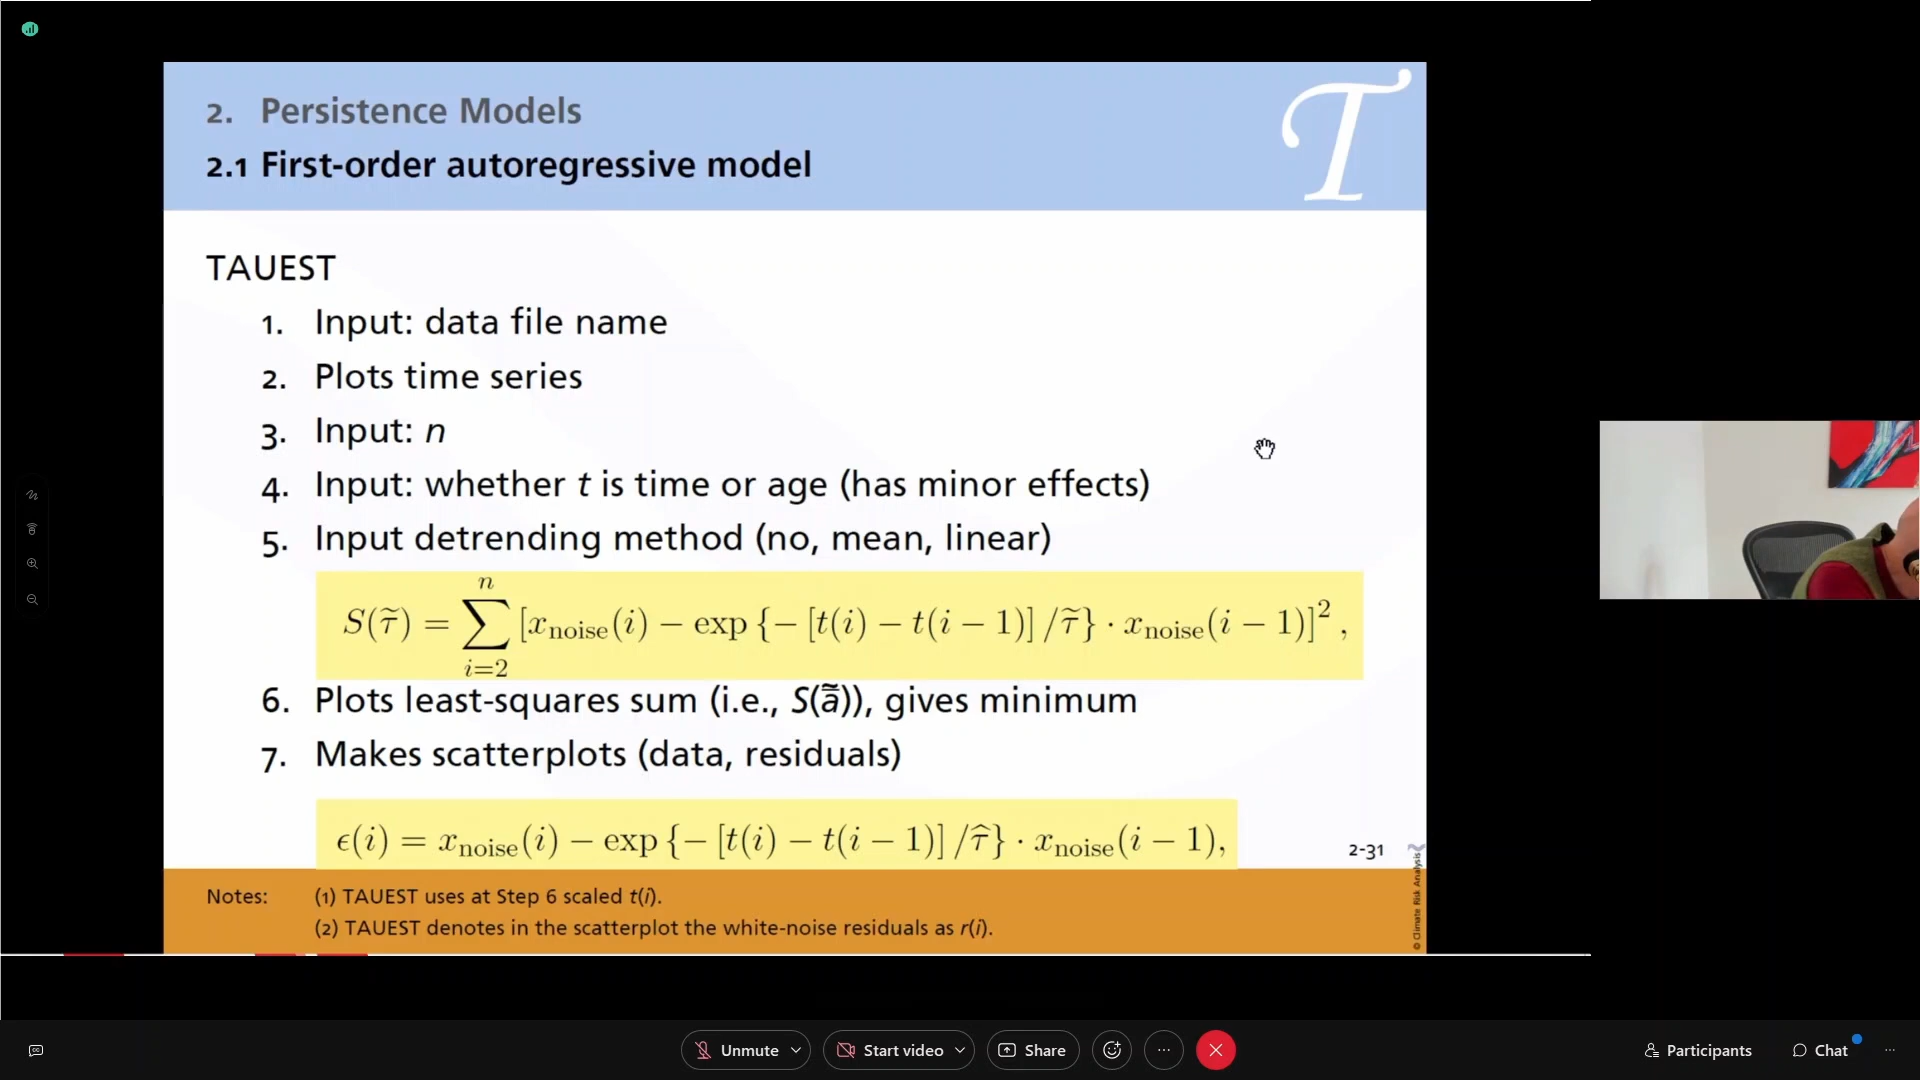 2. Persistence Models
2.1 First-order autoregressive model
T
TAUEST
1. Input: data file name
2. Plots time series
3. Input: n
4. Input: whether t is time or age (has minor effects)
5. Input detrending method (no, mean, linear)
S(τ̃) = ∑_{i=2}^{n} [x_noise(i) − exp {− [t(i) − t(i − 1)] /τ̃} · x_noise(i − 1)]²,
6. Plots least-squares sum (i.e., S(ã̄)), gives minimum
7. Makes scatterplots (data, residuals)
ϵ(i) = x_noise(i) − exp {− [t(i) − t(i − 1)] /τ̂} · x_noise(i − 1),
2-31
© Climate Risk Analysis
Notes: (1) TAUEST uses at Step 6 scaled t(i).
(2) TAUEST denotes in the scatterplot the white-noise residuals as r(i).
Unmute
Start video
Share
Participants
Chat